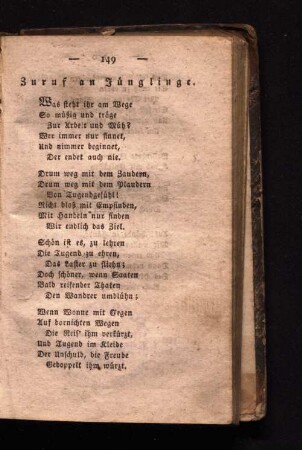 — 149 —
Zuruf an Jünglinge.
Was steht ihr am Wege
So müßig und träge
Zur Arbeit und Müh?
Wer immer nur sinnet,
Und nimmer beginnet,
Der endet auch nie.
Drum weg mit dem Zaudern,
Drum weg mit dem Plaudern
Von Tugendgefühl!
Nicht bloß mit Empfinden,
Mit Handeln nur finden
Wir endlich das Ziel.
Schön ist es, zu lehren
Die Tugend zu ehren,
Das Laster zu fliehn;
Doch schöner, wenn Saaten
Bald reifender Thaten
Den Wandrer umblühn;
Wenn Wonne mit Segen
Auf dornichten Wegen
Die Reis' ihm verkürzt,
Und Tugend im Kleide
Der Unschuld, die Freude
Gedoppelt ihm würzt.